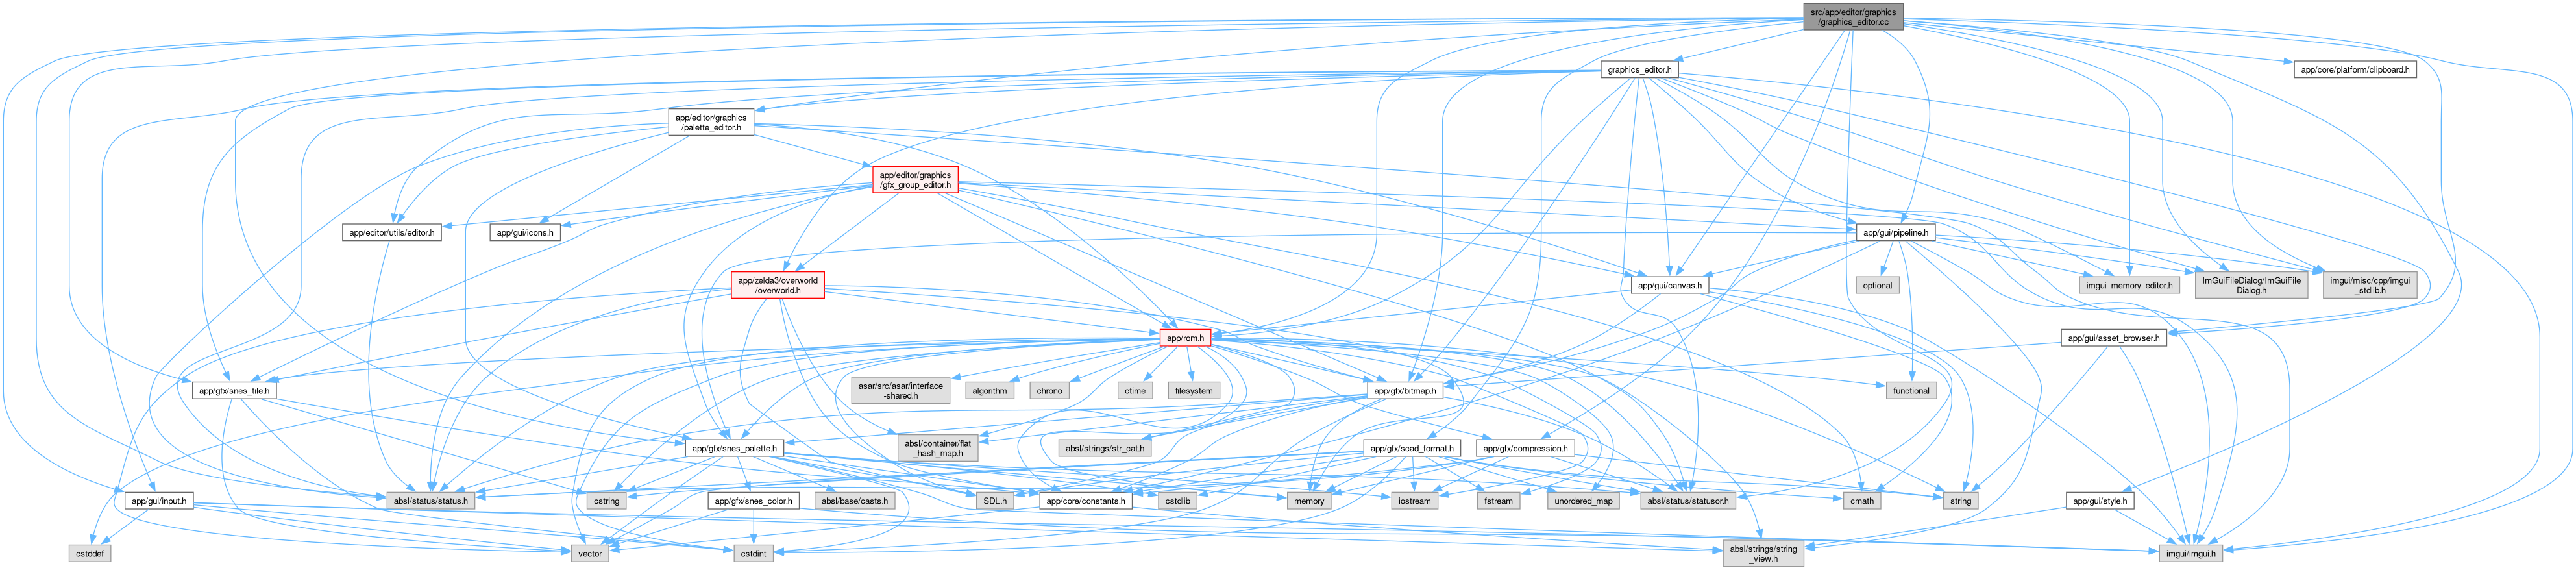 src/app/editor/graphics
/graphics_editor.cc
graphics_editor.h
app/core/platform/clipboard.h
app/editor/graphics
/palette_editor.h
app/editor/graphics
/gfx_group_editor.h
app/editor/utils/editor.h
app/gui/icons.h
app/gui/pipeline.h
app/zelda3/overworld
/overworld.h
app/gui/canvas.h
optional
imgui_memory_editor.h
ImGuiFileDialog/ImGuiFile
Dialog.h
imgui/misc/cpp/imgui
_stdlib.h
app/rom.h
app/gui/asset_browser.h
app/gfx/snes_tile.h
asar/src/asar/interface
-shared.h
algorithm
chrono
ctime
filesystem
app/gfx/bitmap.h
functional
app/gfx/snes_palette.h
absl/container/flat
_hash_map.h
absl/strings/str_cat.h
app/gfx/scad_format.h
app/gfx/compression.h
app/gui/input.h
absl/status/status.h
cstring
app/gfx/snes_color.h
absl/base/casts.h
SDL.h
app/core/constants.h
cstdlib
memory
iostream
fstream
unordered_map
absl/status/statusor.h
cmath
string
app/gui/style.h
cstddef
vector
cstdint
absl/strings/string
_view.h
imgui/imgui.h